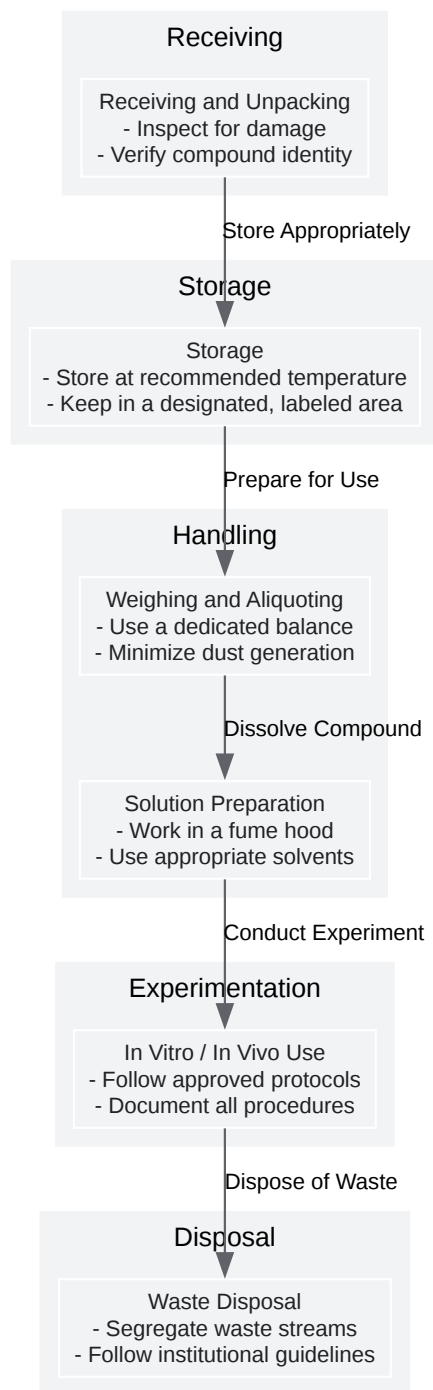 Receiving
Receiving and Unpacking
- Inspect for damage
- Verify compound identity
Store Appropriately
Storage
Storage
- Store at recommended temperature
- Keep in a designated, labeled area
Prepare for Use
Handling
Weighing and Aliquoting
- Use a dedicated balance
- Minimize dust generation
Dissolve Compound
Solution Preparation
- Work in a fume hood
- Use appropriate solvents
Conduct Experiment
Experimentation
In Vitro / In Vivo Use
- Follow approved protocols
- Document all procedures
Dispose of Waste
Disposal
Waste Disposal
- Segregate waste streams
- Follow institutional guidelines